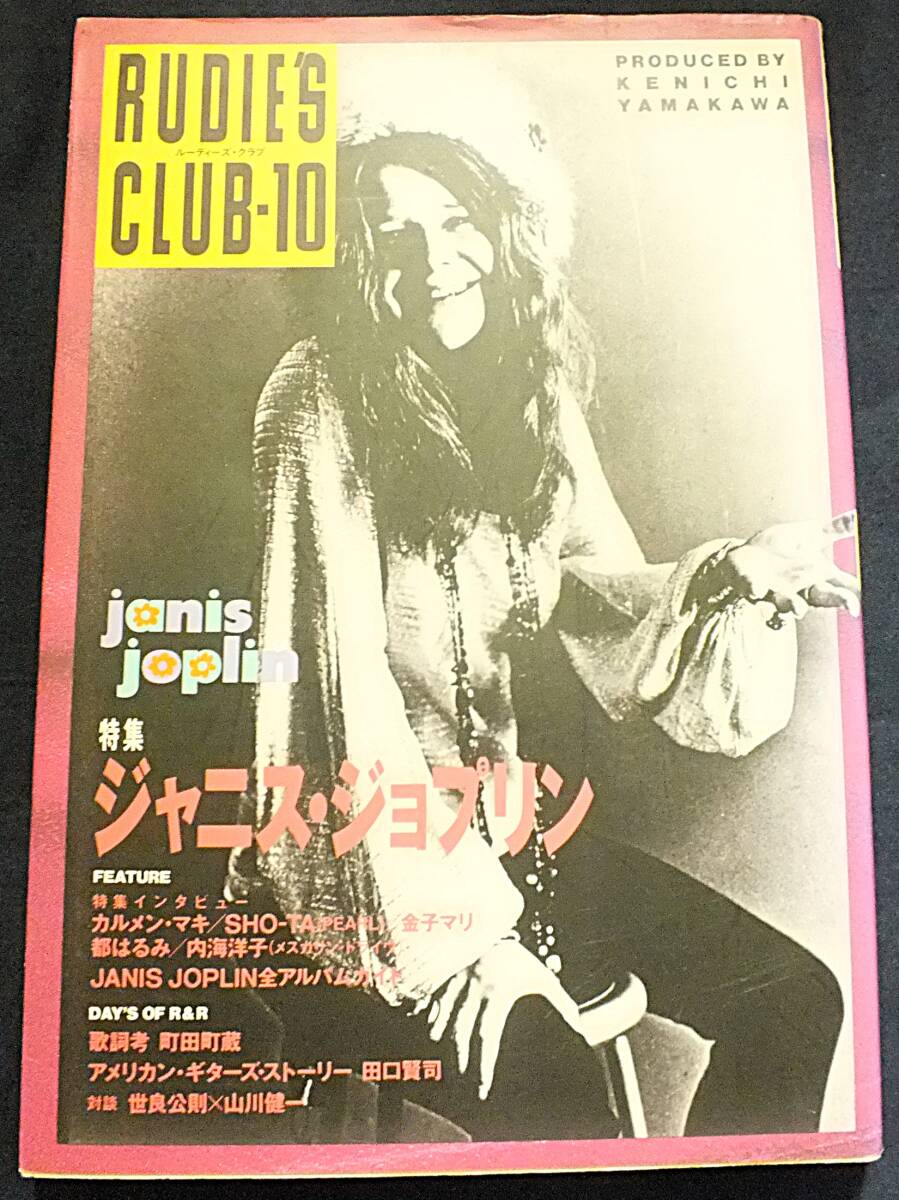 RUDIE'S
ルーディーズ・クラブ
CLUB-10
PRODUCED BY
KENICHI
YAMAKAWA
janis
joplin
特集
ジャニス・ジョプリン
FEATURE
特集インタビュー
カルメン・マキ/SHO-TA(PEARL)/金子マリ
都はるみ/内海洋子(メスカリン・ドライヴ)
JANIS JOPLIN全アルバムガイド
DAY'S OF R&R
歌詞考 町田町蔵
アメリカン・ギターズ・ストーリー 田口賢司
対談 世良公則×山川健一